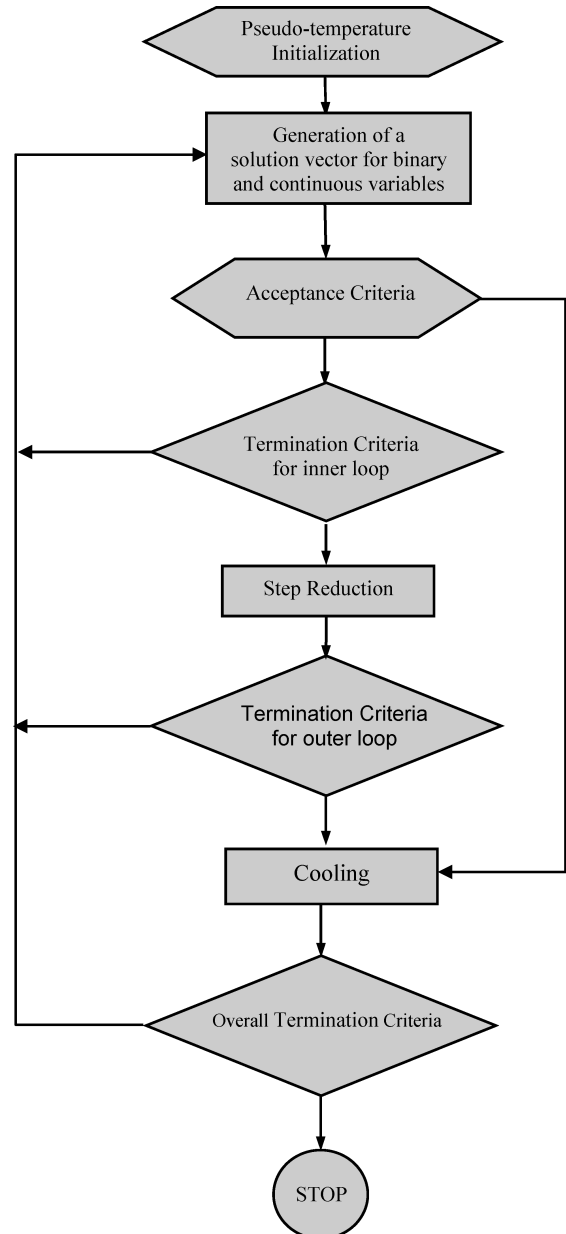 Pseudo-temperature
Initialization
Generation of a
solution vector for binary
and continuous variables
Acceptance Criteria
Termination Criteria
for inner loop
Step Reduction
Termination Criteria
for outer loop
Cooling
Overall Termination Criteria
STOP